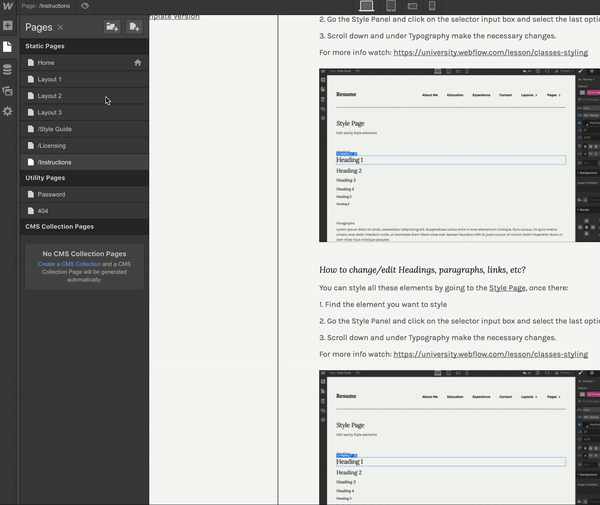 Page: /Instructions
Pages
Static Pages
Home
Layout 1
Layout 2
Layout 3
/Style Guide
/Licensing
/Instructions
Utility Pages
Password
404
CMS Collection Pages
No CMS Collection Pages
Create a CMS Collection and a CMS
Collection Page will be generated
automatically.
mplate Version
2. Go the Style Panel and click on the selector input box and select the last optio
3. Scroll down and under Typography make the necessary changes.
For more info watch: https://university.webflow.com/lesson/classes-styling
Resume
About Me Education Experience Contact Layouts Pages
Style Page
Edit easily Style elements
Heading 1
Heading 2
Heading 3
Heading 4
Heading 5
Heading 6
Paragraphs
How to change/edit Headings, paragraphs, links, etc?
You can style all these elements by going to the Style Page, once there:
1. Find the element you want to style
2. Go the Style Panel and click on the selector input box and select the last optio
3. Scroll down and under Typography make the necessary changes.
For more info watch: https://university.webflow.com/lesson/classes-styling
Resume
About Me Education Experience Contact Layouts Pages
Style Page
Edit easily Style elements
Heading 1
Heading 2
Heading 3
Heading 4
Heading 5